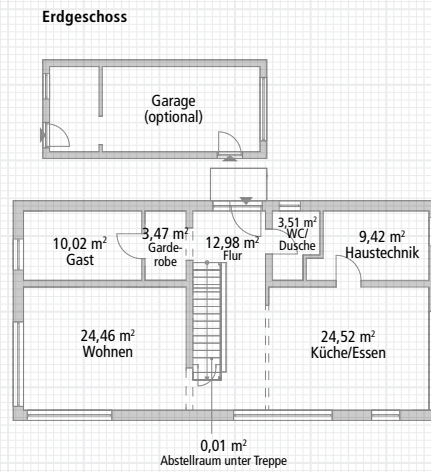 Erdgeschoss
Garage
(optional)
10,02 m²
Gast
3,47 m²
Garde-
robe
12,98 m²
Flur
3,51 m²
WC/
Dusche
9,42 m²
Haustechnik
24,46 m²
Wohnen
24,52 m²
Küche/Essen
0,01 m²
Abstellraum unter Treppe